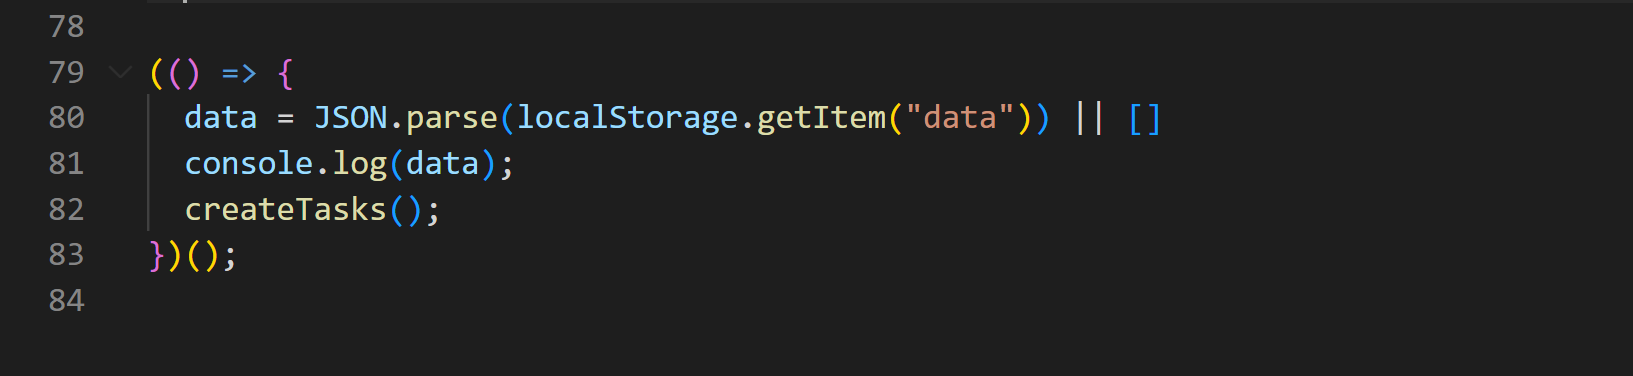 78
79 (() => {
80 data = JSON.parse(localStorage.getItem("data")) || []
81 console.log(data);
82 createTasks();
83 })();
84